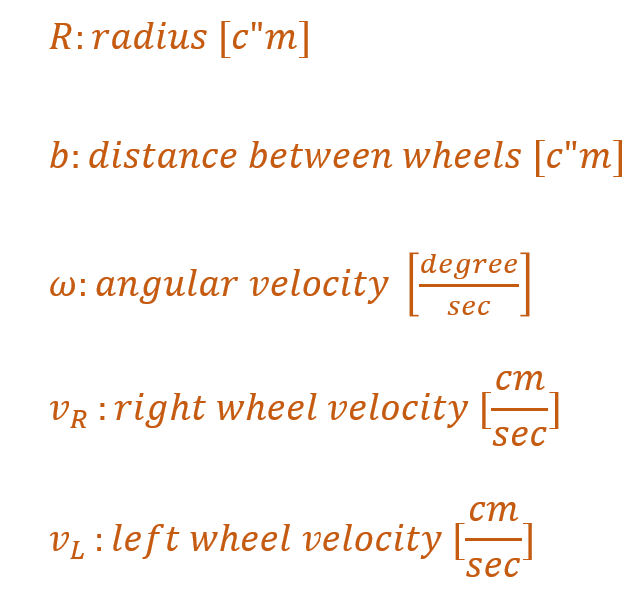 R: radius [c"m]
b: distance between wheels [c"m]
ω: angular velocity [degree/sec]
v_R : right wheel velocity [cm/sec]
v_L : left wheel velocity [cm/sec]